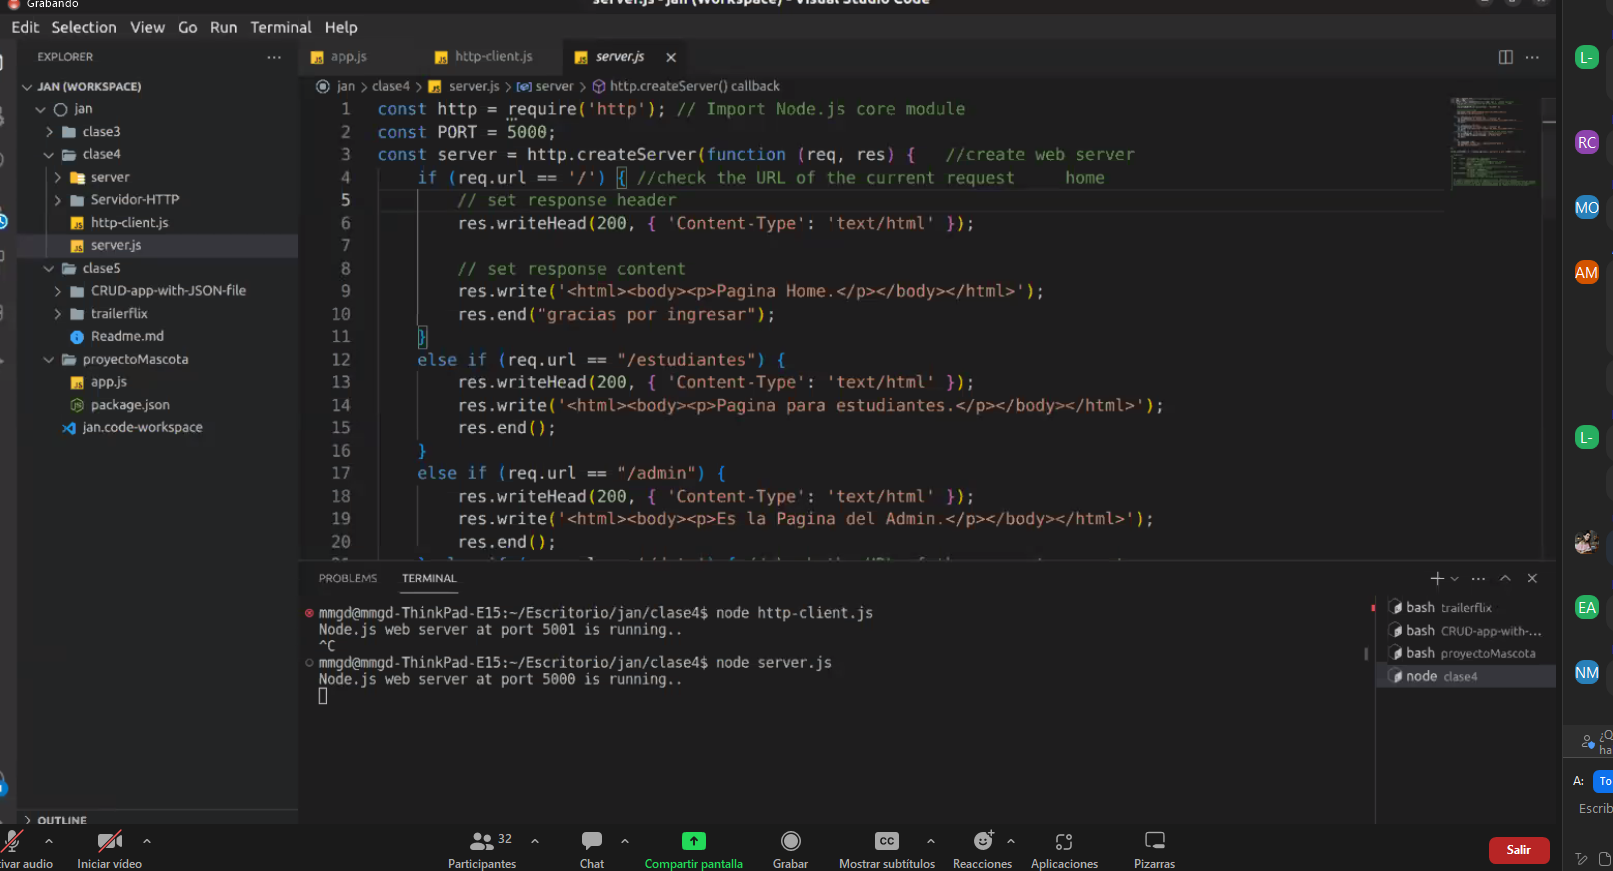 Grabando
server.js - jan (Workspace) - Visual Studio Code
Edit Selection View Go Run Terminal Help
EXPLORER
JAN (WORKSPACE)
jan
clase3
clase4
server
Servidor-HTTP
http-client.js
server.js
clase5
CRUD-app-with-JSON-file
trailerflix
Readme.md
proyectoMascota
app.js
package.json
jan.code-workspace
OUTLINE
app.js http-client.js server.js
jan > clase4 > server.js > server > http.createServer() callback
1 const http = require('http'); // Import Node.js core module
2 const PORT = 5000;
3 const server = http.createServer(function (req, res) { //create web server
4 if (req.url == '/') { //check the URL of the current request home
5 // set response header
6 res.writeHead(200, { 'Content-Type': 'text/html' });
7
8 // set response content
9 res.write('<html><body><p>Pagina Home.</p></body></html>');
10 res.end("gracias por ingresar");
11 }
12 else if (req.url == "/estudiantes") {
13 res.writeHead(200, { 'Content-Type': 'text/html' });
14 res.write('<html><body><p>Pagina para estudiantes.</p></body></html>');
15 res.end();
16 }
17 else if (req.url == "/admin") {
18 res.writeHead(200, { 'Content-Type': 'text/html' });
19 res.write('<html><body><p>Es la Pagina del Admin.</p></body></html>');
20 res.end();
PROBLEMS TERMINAL
mmgd@mmgd-ThinkPad-E15:~/Escritorio/jan/clase4$ node http-client.js
Node.js web server at port 5001 is running..
^C
mmgd@mmgd-ThinkPad-E15:~/Escritorio/jan/clase4$ node server.js
Node.js web server at port 5000 is running..
bash trailerflix
bash CRUD-app-with-...
bash proyectoMascota
node clase4
L-
RC
MO
AM
L-
EA
NM
¿Q
ha
A: To
Escrib
tivar audio
Iniciar vídeo
Participantes 32
Chat
Compartir pantalla
Grabar
CC
Mostrar subtítulos
Reacciones
Aplicaciones
Pizarras
Salir